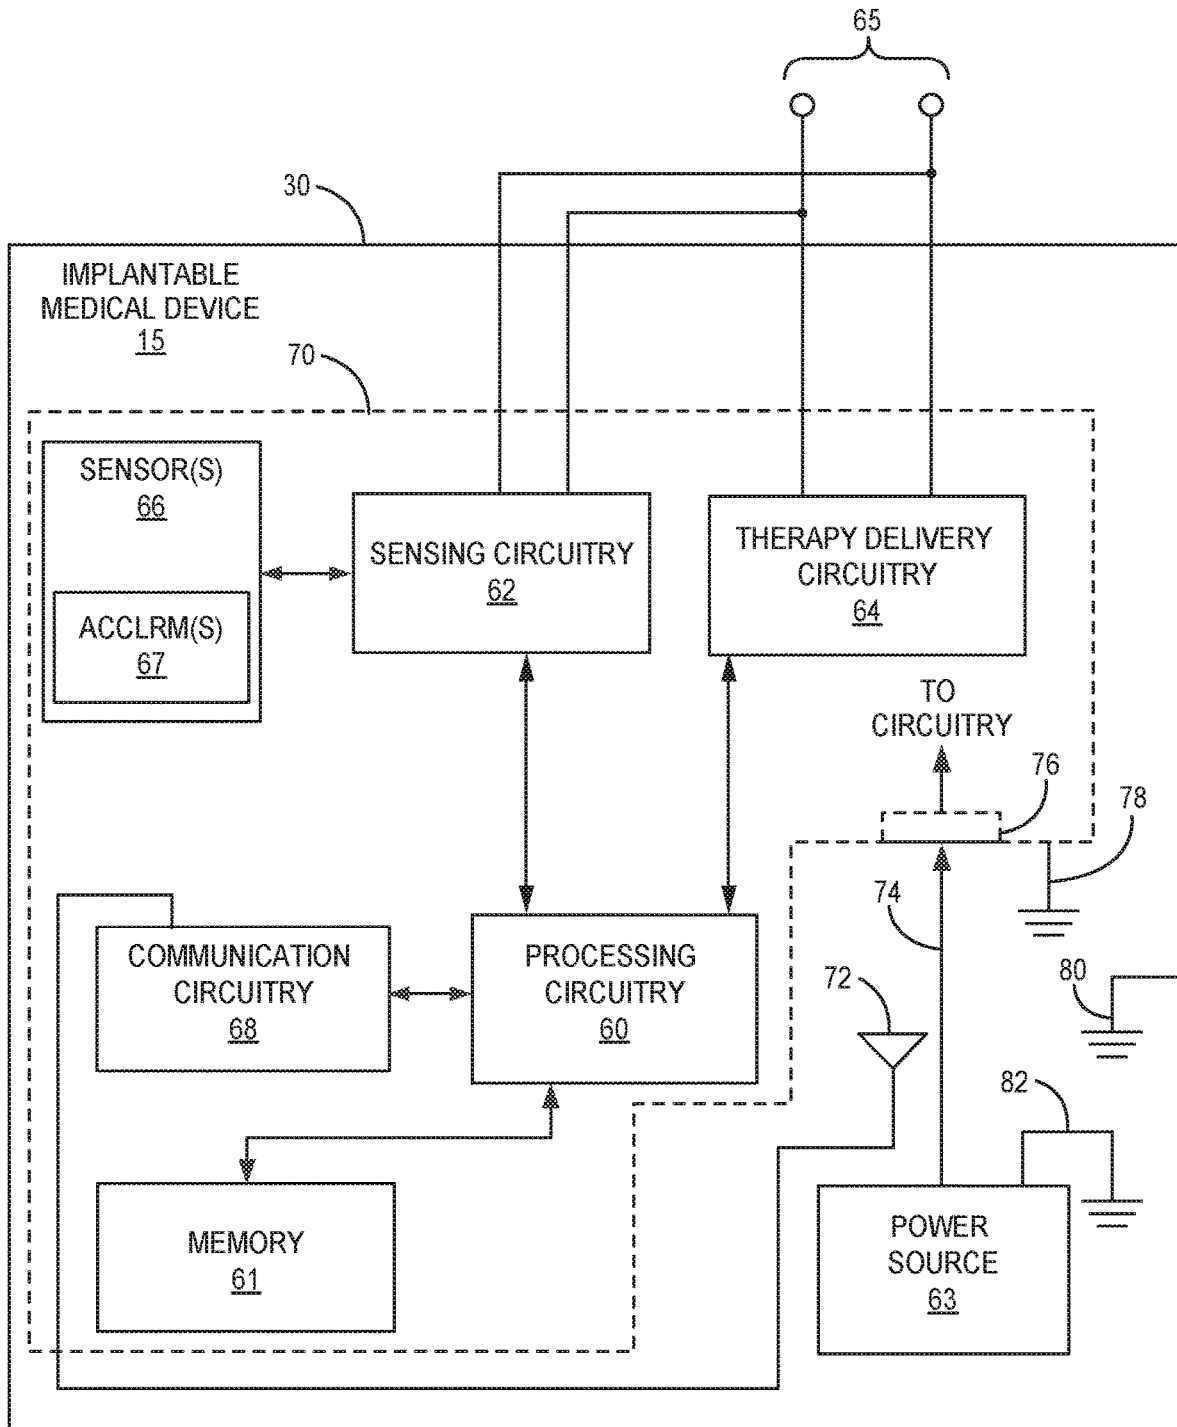 65
30
IMPLANTABLE
MEDICAL DEVICE
15
70
SENSOR(S)
66
ACCLRM(S)
67
SENSING CIRCUITRY
62
THERAPY DELIVERY
CIRCUITRY
64
TO
CIRCUITRY
76
78
74
COMMUNICATION
CIRCUITRY
68
PROCESSING
CIRCUITRY
60
72
80
82
MEMORY
61
POWER
SOURCE
63